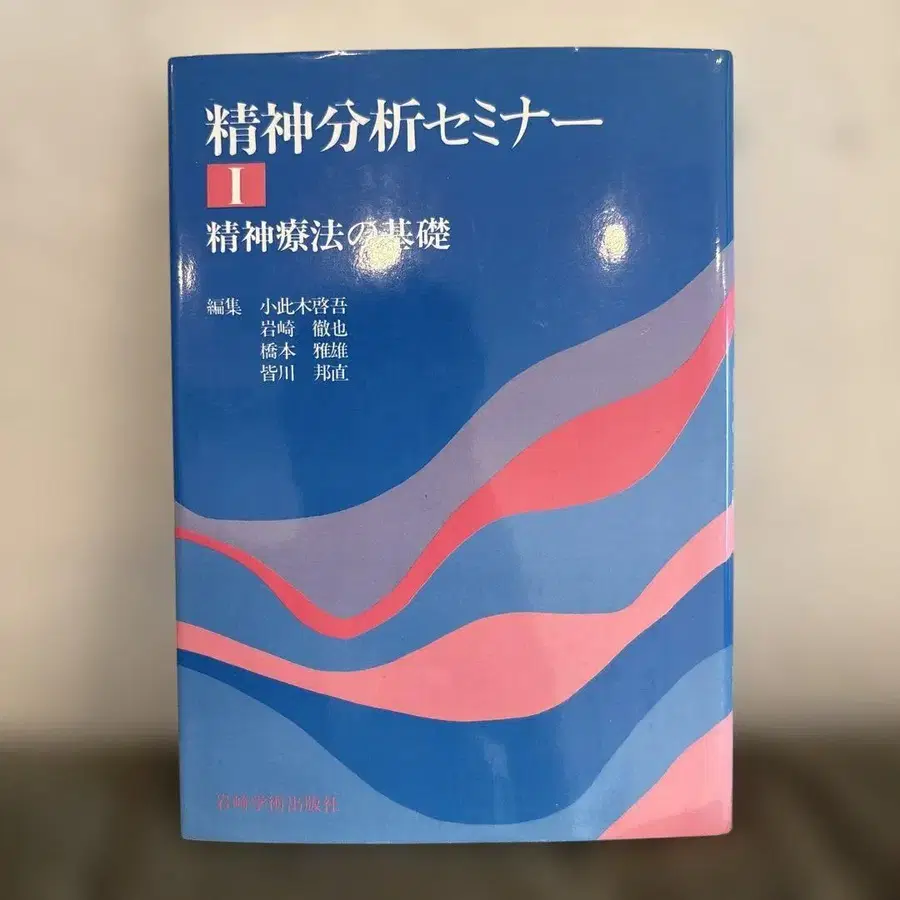 精神分析セミナー
I
精神療法の基礎
編集 小此木啓吾
岩崎 徹也
橋本 雅雄
皆川 邦直
岩崎学術出版社